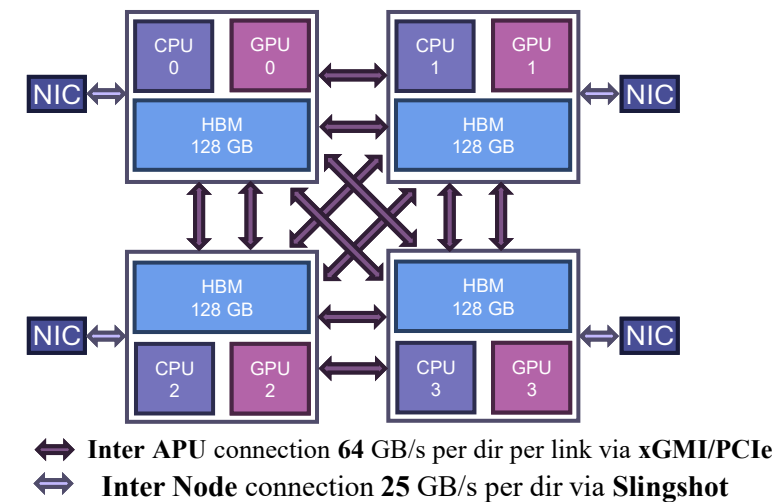 CPU 0
GPU 0
CPU 1
GPU 1
NIC
HBM 128 GB
HBM 128 GB
NIC
NIC
HBM 128 GB
HBM 128 GB
NIC
CPU 2
GPU 2
CPU 3
GPU 3
Inter APU connection 64 GB/s per dir per link via xGMI/PCIe
Inter Node connection 25 GB/s per dir via Slingshot